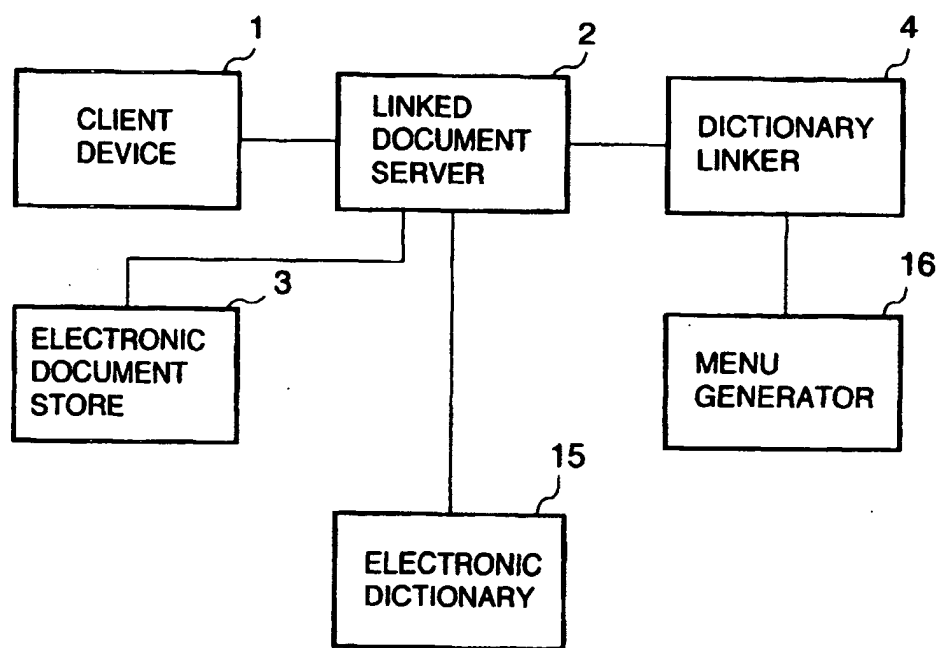 1
CLIENT
DEVICE
2
LINKED
DOCUMENT
SERVER
4
DICTIONARY
LINKER
3
ELECTRONIC
DOCUMENT
STORE
16
MENU
GENERATOR
15
ELECTRONIC
DICTIONARY